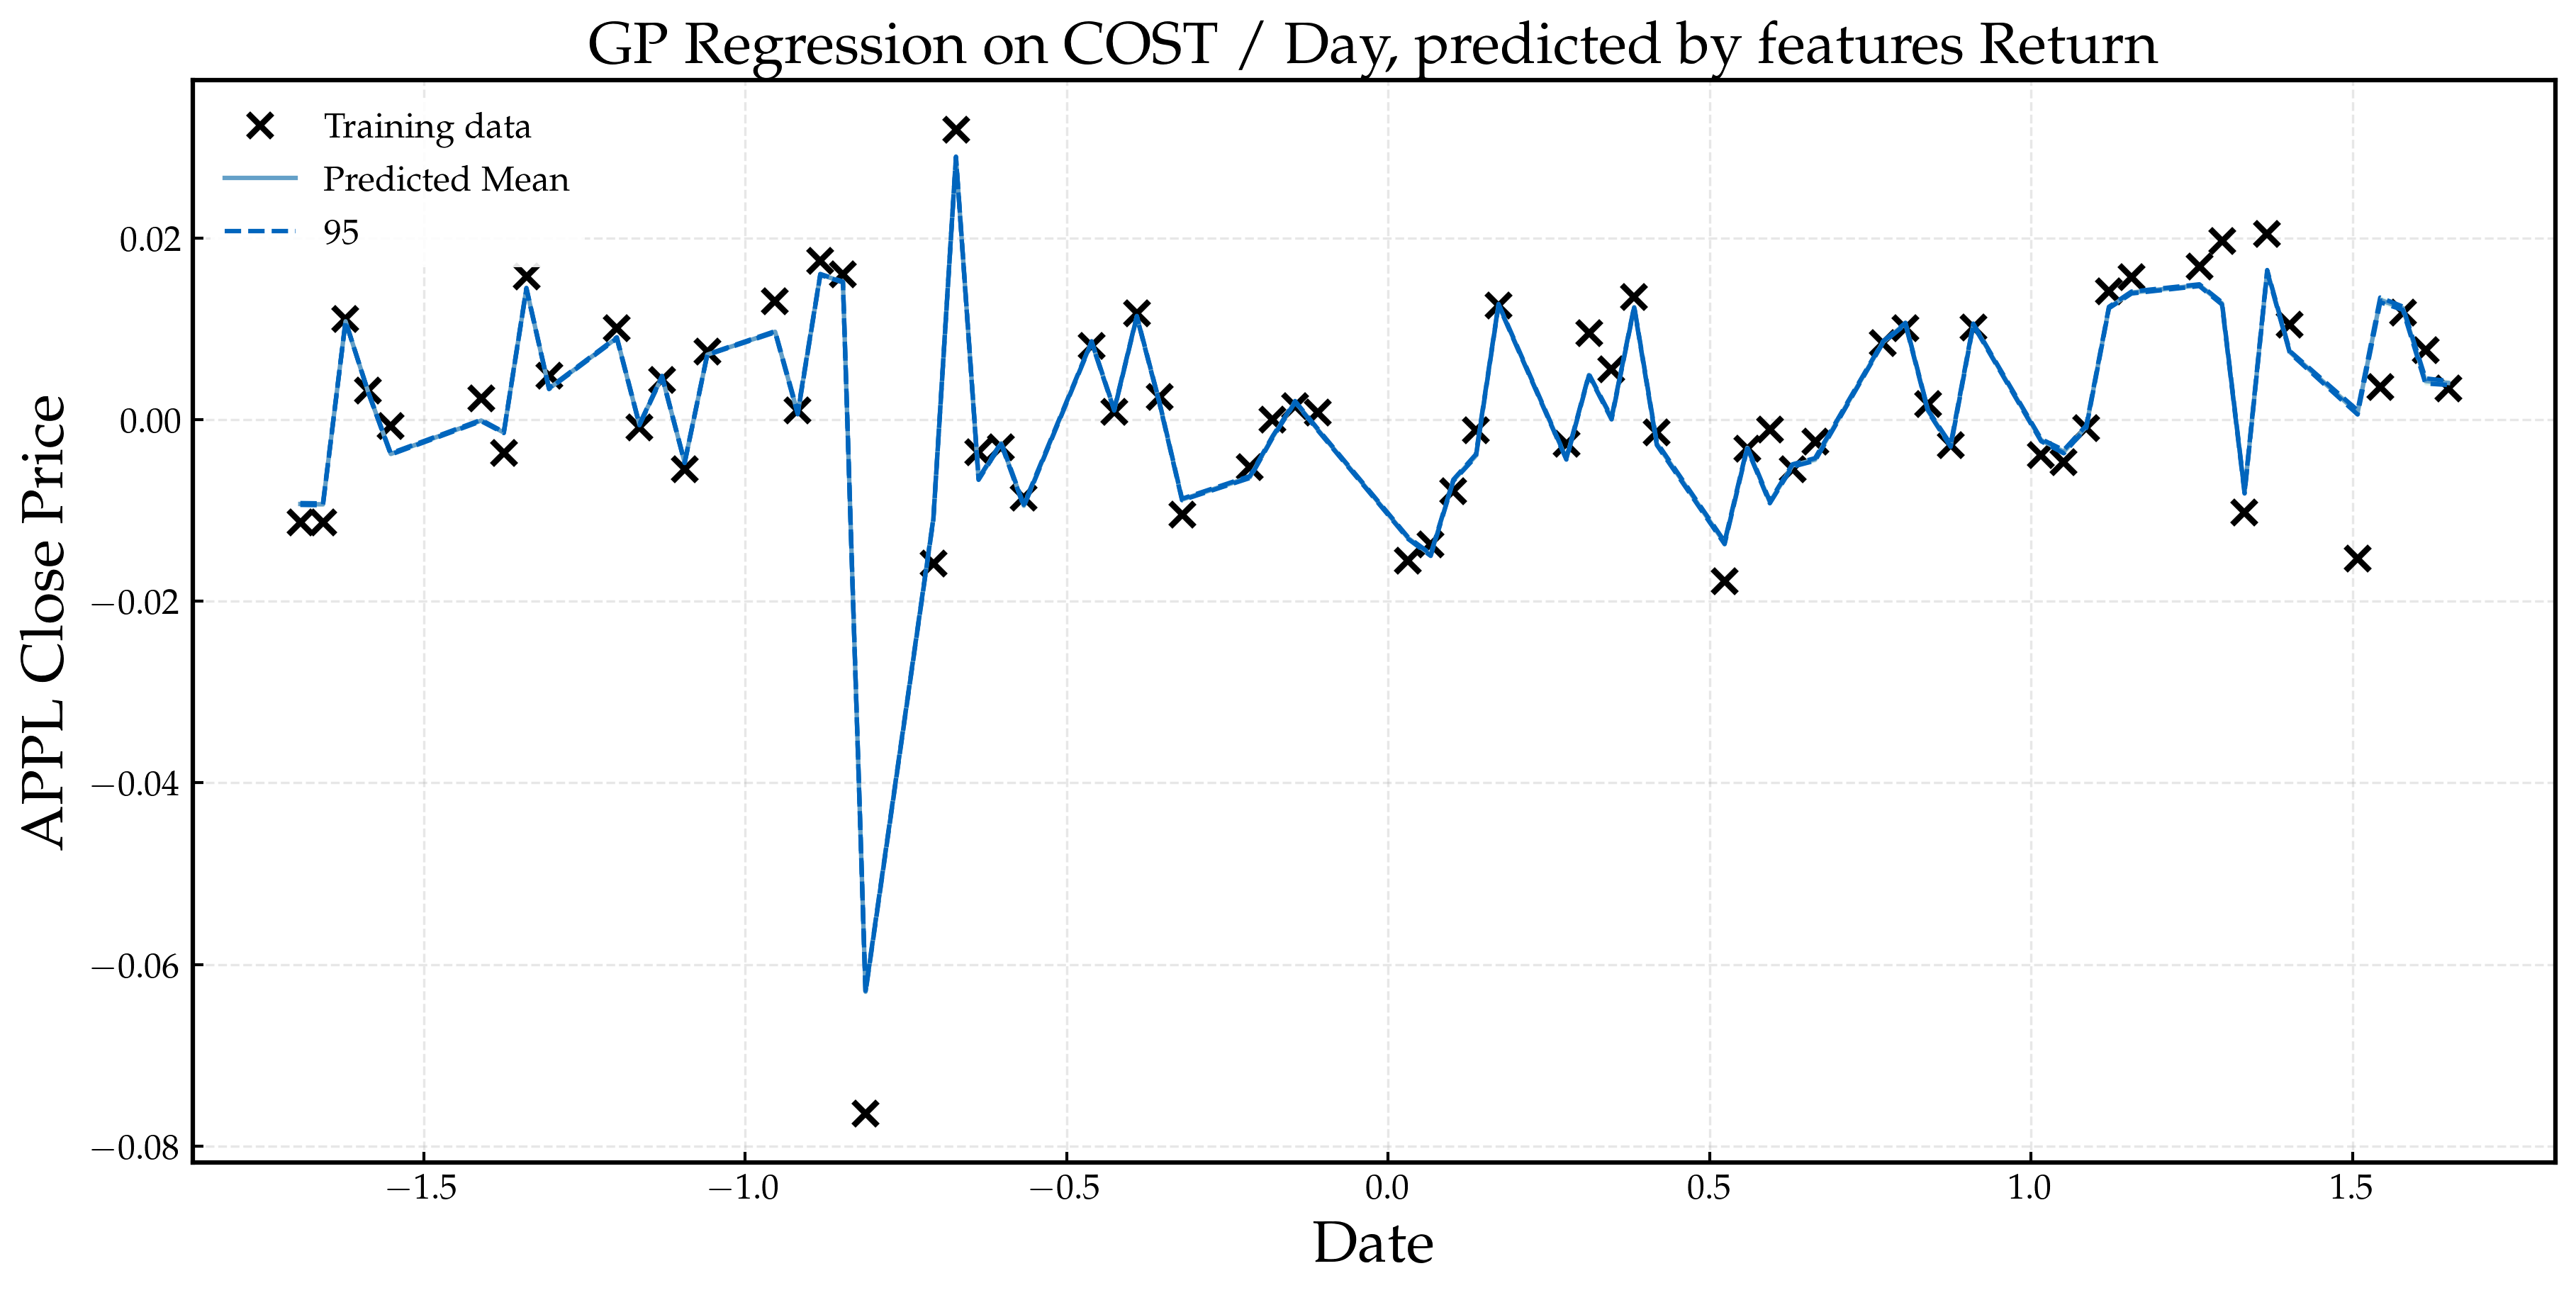 GP Regression on COST / Day, predicted by features Return
Training data
Predicted Mean
95
0.02
0.00
−0.02
−0.04
−0.06
−0.08
APPL Close Price
−1.5
−1.0
−0.5
0.0
0.5
1.0
1.5
Date